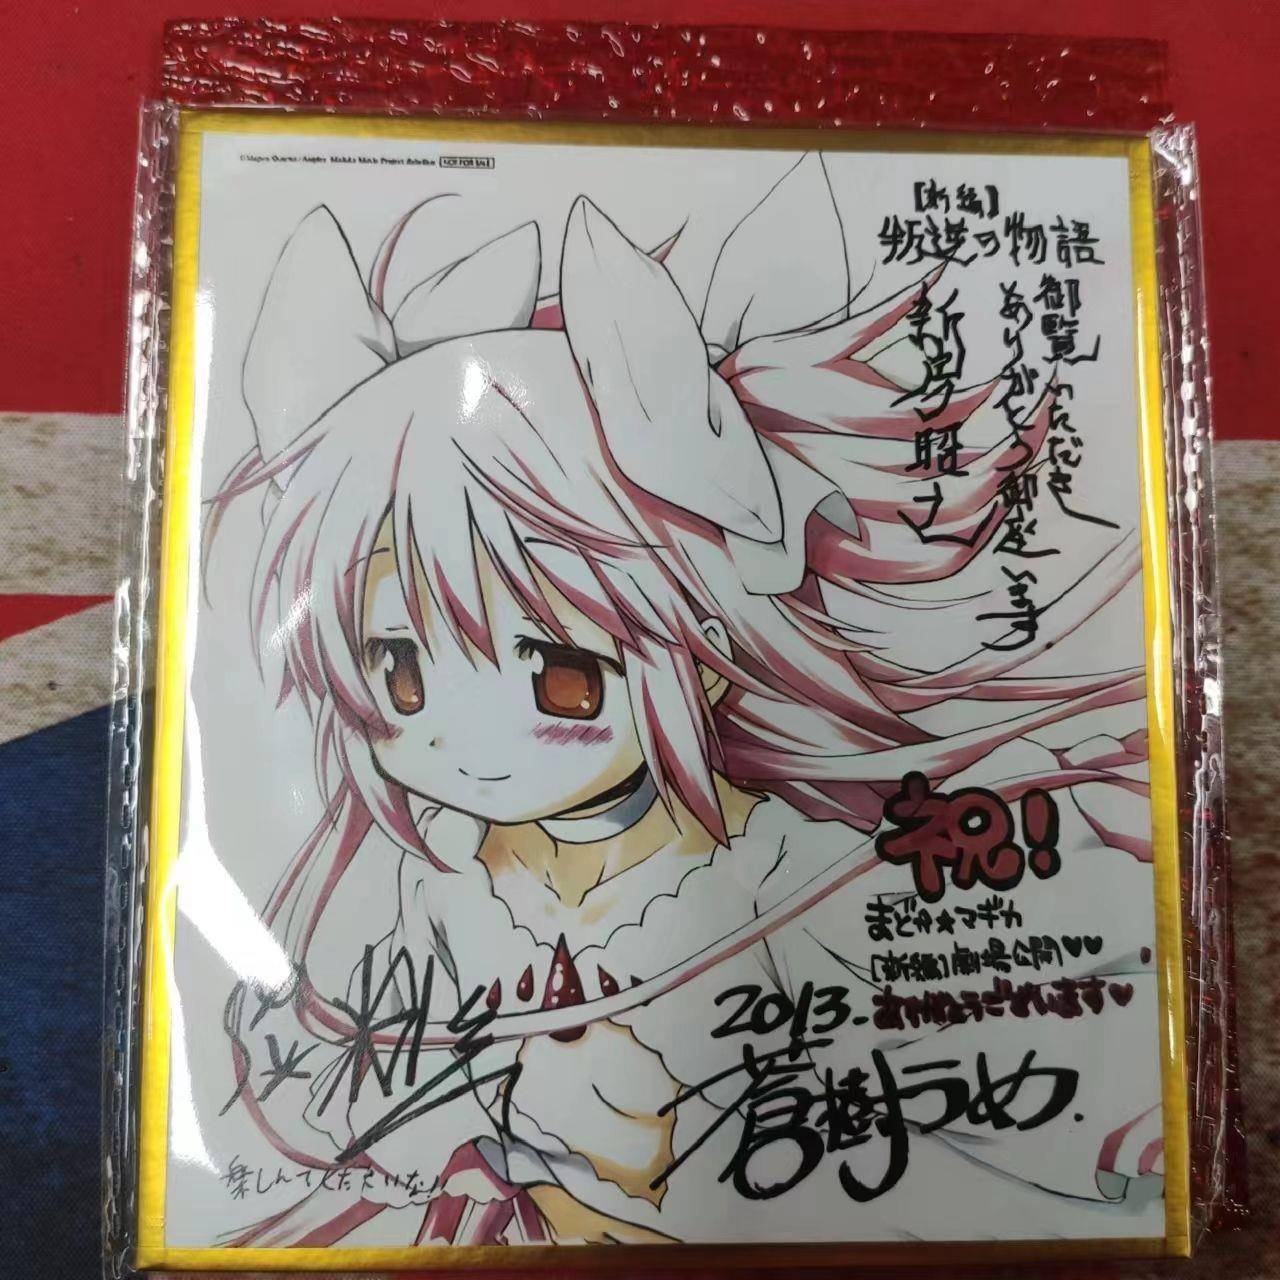 ©Magica Quartet/Aniplex・Madoka Movie Project Rebellion NOT FOR SALE
[新編]
叛逆の物語
御覧いただき
ありがとう御座います
新房昭之
祝!
まどか★マギカ
[新編]劇場公開♥♥
おめでとうございます♥
2013.
蒼樹うめ.
楽しんでくださいな!